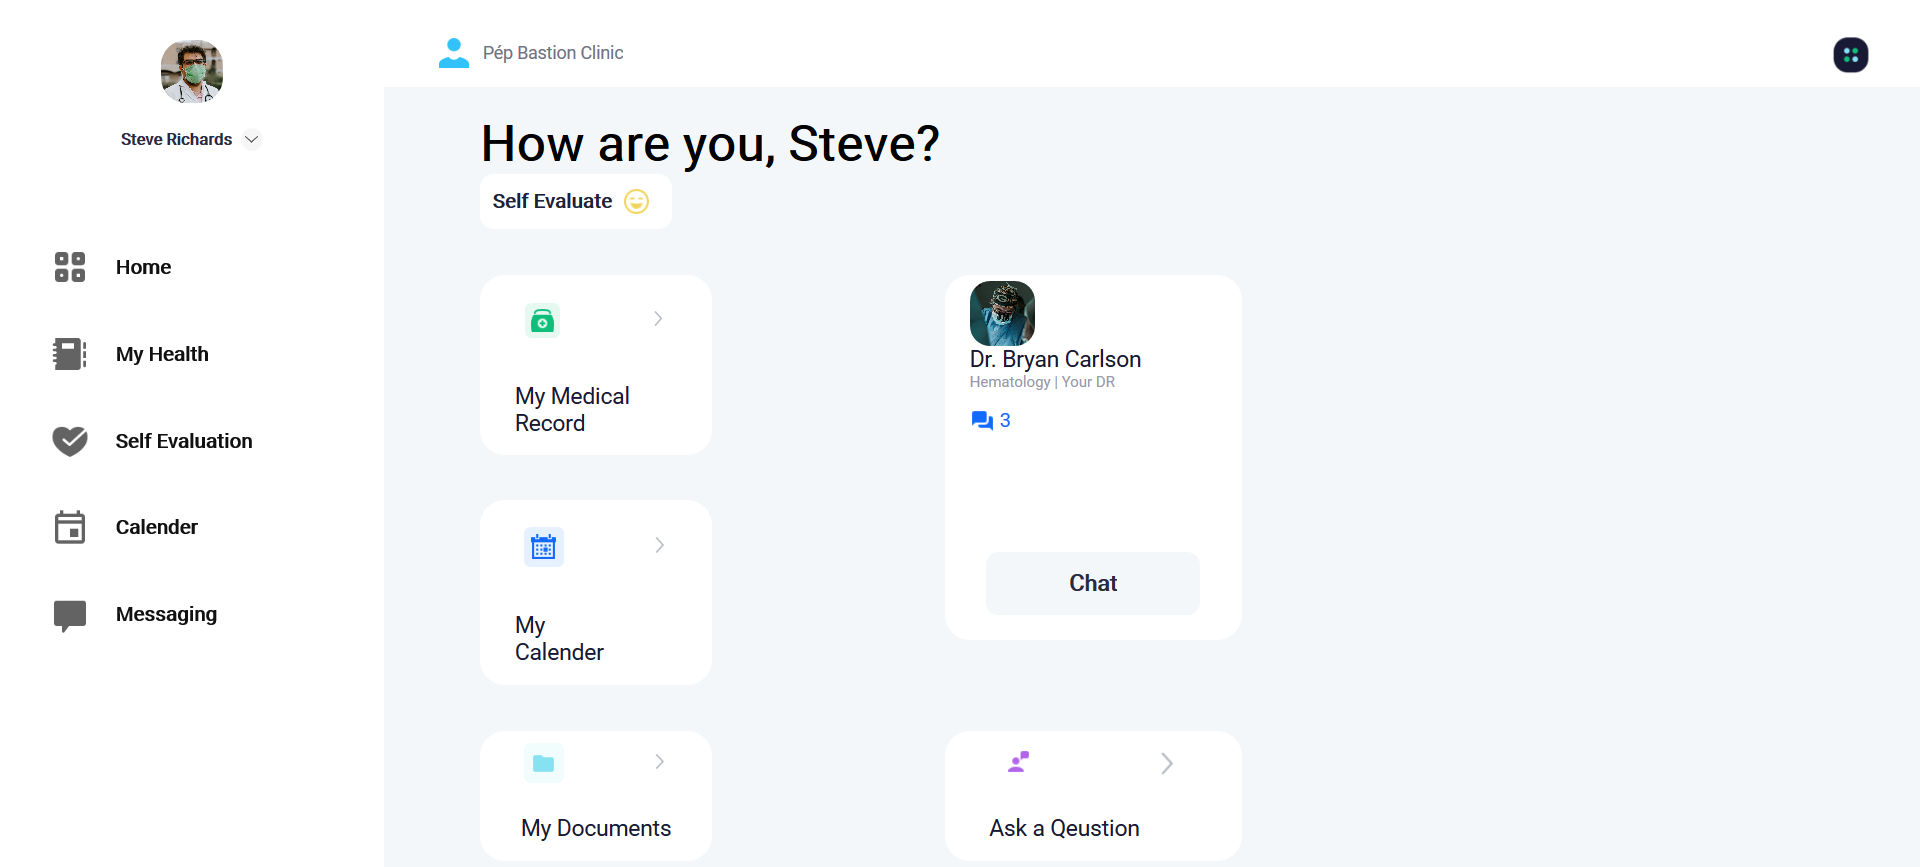 Steve Richards
Home
My Health
Self Evaluation
Calender
Messaging
Pép Bastion Clinic
How are you, Steve?
Self Evaluate
My Medical
Record
My
Calender
My Documents
Dr. Bryan Carlson
Hematology | Your DR
3
Chat
Ask a Qeustion